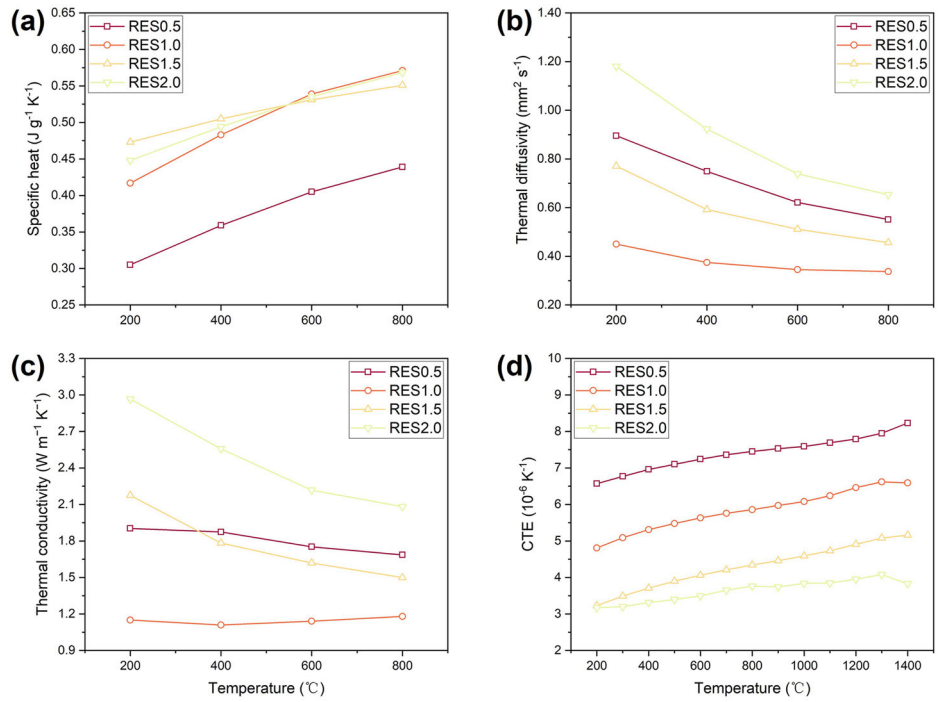 (a)
RES0.5
RES1.0
RES1.5
RES2.0
Specific heat (J g⁻¹ K⁻¹)
0.65
0.60
0.55
0.50
0.45
0.40
0.35
0.30
0.25
200 400 600 800
(b)
RES0.5
RES1.0
RES1.5
RES2.0
Thermal diffusivity (mm² s⁻¹)
1.40
1.20
1.00
0.80
0.60
0.40
0.20
200 400 600 800
(c)
RES0.5
RES1.0
RES1.5
RES2.0
Thermal conductivity (W m⁻¹ K⁻¹)
3.3
3.0
2.7
2.4
2.1
1.8
1.5
1.2
0.9
200 400 600 800
Temperature (℃)
(d)
RES0.5
RES1.0
RES1.5
RES2.0
CTE (10⁻⁶ K⁻¹)
10
9
8
7
6
5
4
3
2
200 400 600 800 1000 1200 1400
Temperature (℃)